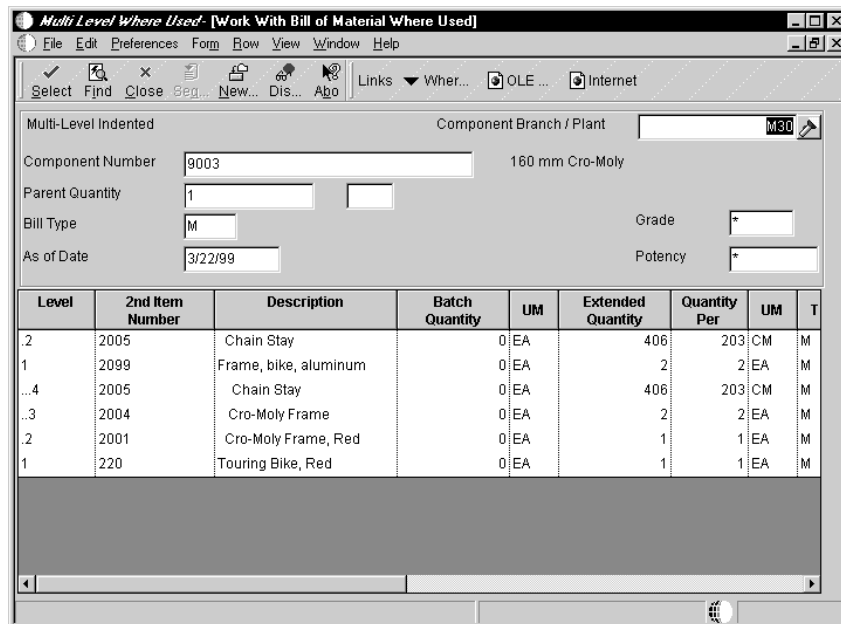 Multi Level Where Used - [Work With Bill of Material Where Used]
File Edit Preferences Form Row View Window Help
Select Find Close Seq... New... Dis... Abo Links Wher... OLE ... Internet
Multi-Level Indented Component Branch / Plant M30
Component Number 9003 160 mm Cro-Moly
Parent Quantity 1
Bill Type M Grade *
As of Date 3/22/99 Potency *
Level 2nd Item Number Description Batch Quantity UM Extended Quantity Quantity Per UM T
.2 2005 Chain Stay 0 EA 406 203 CM M
1 2099 Frame, bike, aluminum 0 EA 2 2 EA M
...4 2005 Chain Stay 0 EA 406 203 CM M
..3 2004 Cro-Moly Frame 0 EA 2 2 EA M
.2 2001 Cro-Moly Frame, Red 0 EA 1 1 EA M
1 220 Touring Bike, Red 0 EA 1 1 EA M